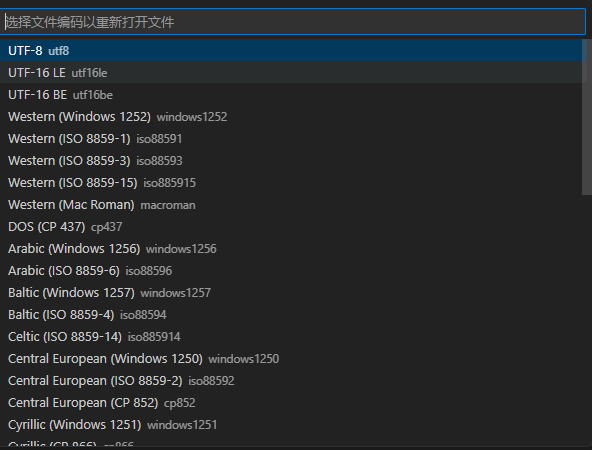 选择文件编码以重新打开文件
UTF-8 utf8
UTF-16 LE utf16le
UTF-16 BE utf16be
Western (Windows 1252) windows1252
Western (ISO 8859-1) iso88591
Western (ISO 8859-3) iso88593
Western (ISO 8859-15) iso885915
Western (Mac Roman) macroman
DOS (CP 437) cp437
Arabic (Windows 1256) windows1256
Arabic (ISO 8859-6) iso88596
Baltic (Windows 1257) windows1257
Baltic (ISO 8859-4) iso88594
Celtic (ISO 8859-14) iso885914
Central European (Windows 1250) windows1250
Central European (ISO 8859-2) iso88592
Central European (CP 852) cp852
Cyrillic (Windows 1251) windows1251
Cyrillic (CP 866) cp866